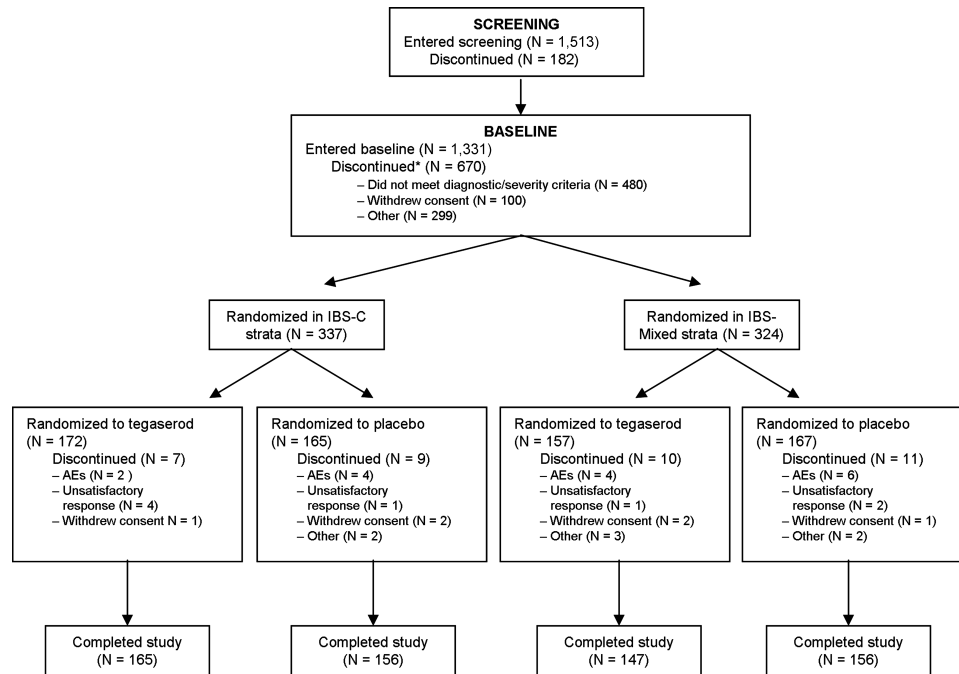 SCREENING
Entered screening (N = 1,513)
Discontinued (N = 182)
BASELINE
Entered baseline (N = 1,331)
Discontinued* (N = 670)
– Did not meet diagnostic/severity criteria (N = 480)
– Withdrew consent (N = 100)
– Other (N = 299)
Randomized in IBS-C
strata (N = 337)
Randomized in IBS-
Mixed strata (N = 324)
Randomized to tegaserod
(N = 172)
Discontinued (N = 7)
– AEs (N = 2 )
– Unsatisfactory
response (N = 4)
– Withdrew consent N = 1)
Randomized to placebo
(N = 165)
Discontinued (N = 9)
– AEs (N = 4)
– Unsatisfactory
response (N = 1)
– Withdrew consent (N = 2)
– Other (N = 2)
Randomized to tegaserod
(N = 157)
Discontinued (N = 10)
– AEs (N = 4)
– Unsatisfactory
response (N = 1)
– Withdrew consent (N = 2)
– Other (N = 3)
Randomized to placebo
(N = 167)
Discontinued (N = 11)
– AEs (N = 6)
– Unsatisfactory
response (N = 2)
– Withdrew consent (N = 1)
– Other (N = 2)
Completed study
(N = 165)
Completed study
(N = 156)
Completed study
(N = 147)
Completed study
(N = 156)